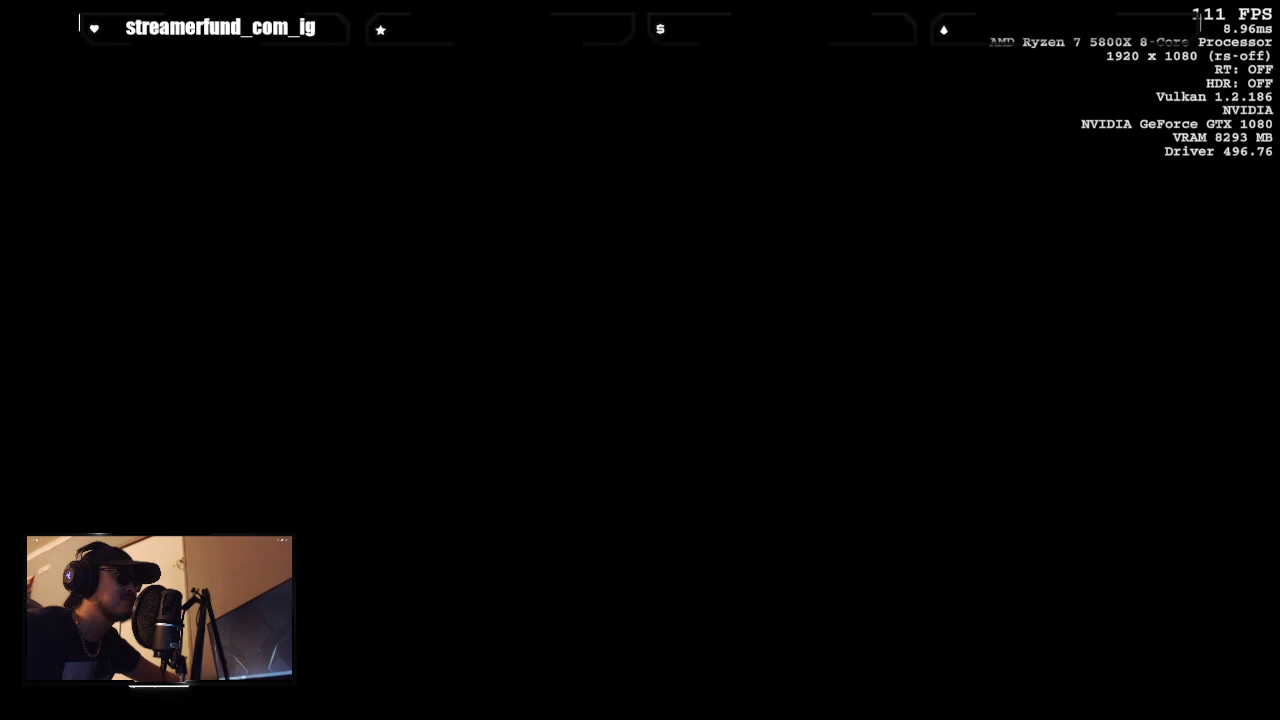 streamerfund_com_ig
$
111 FPS
8.96ms
AMD Ryzen 7 5800X 8-Core Processor
1920 x 1080 (rs-off)
RT: OFF
HDR: OFF
Vulkan 1.2.186
NVIDIA
NVIDIA GeForce GTX 1080
VRAM 8293 MB
Driver 496.76